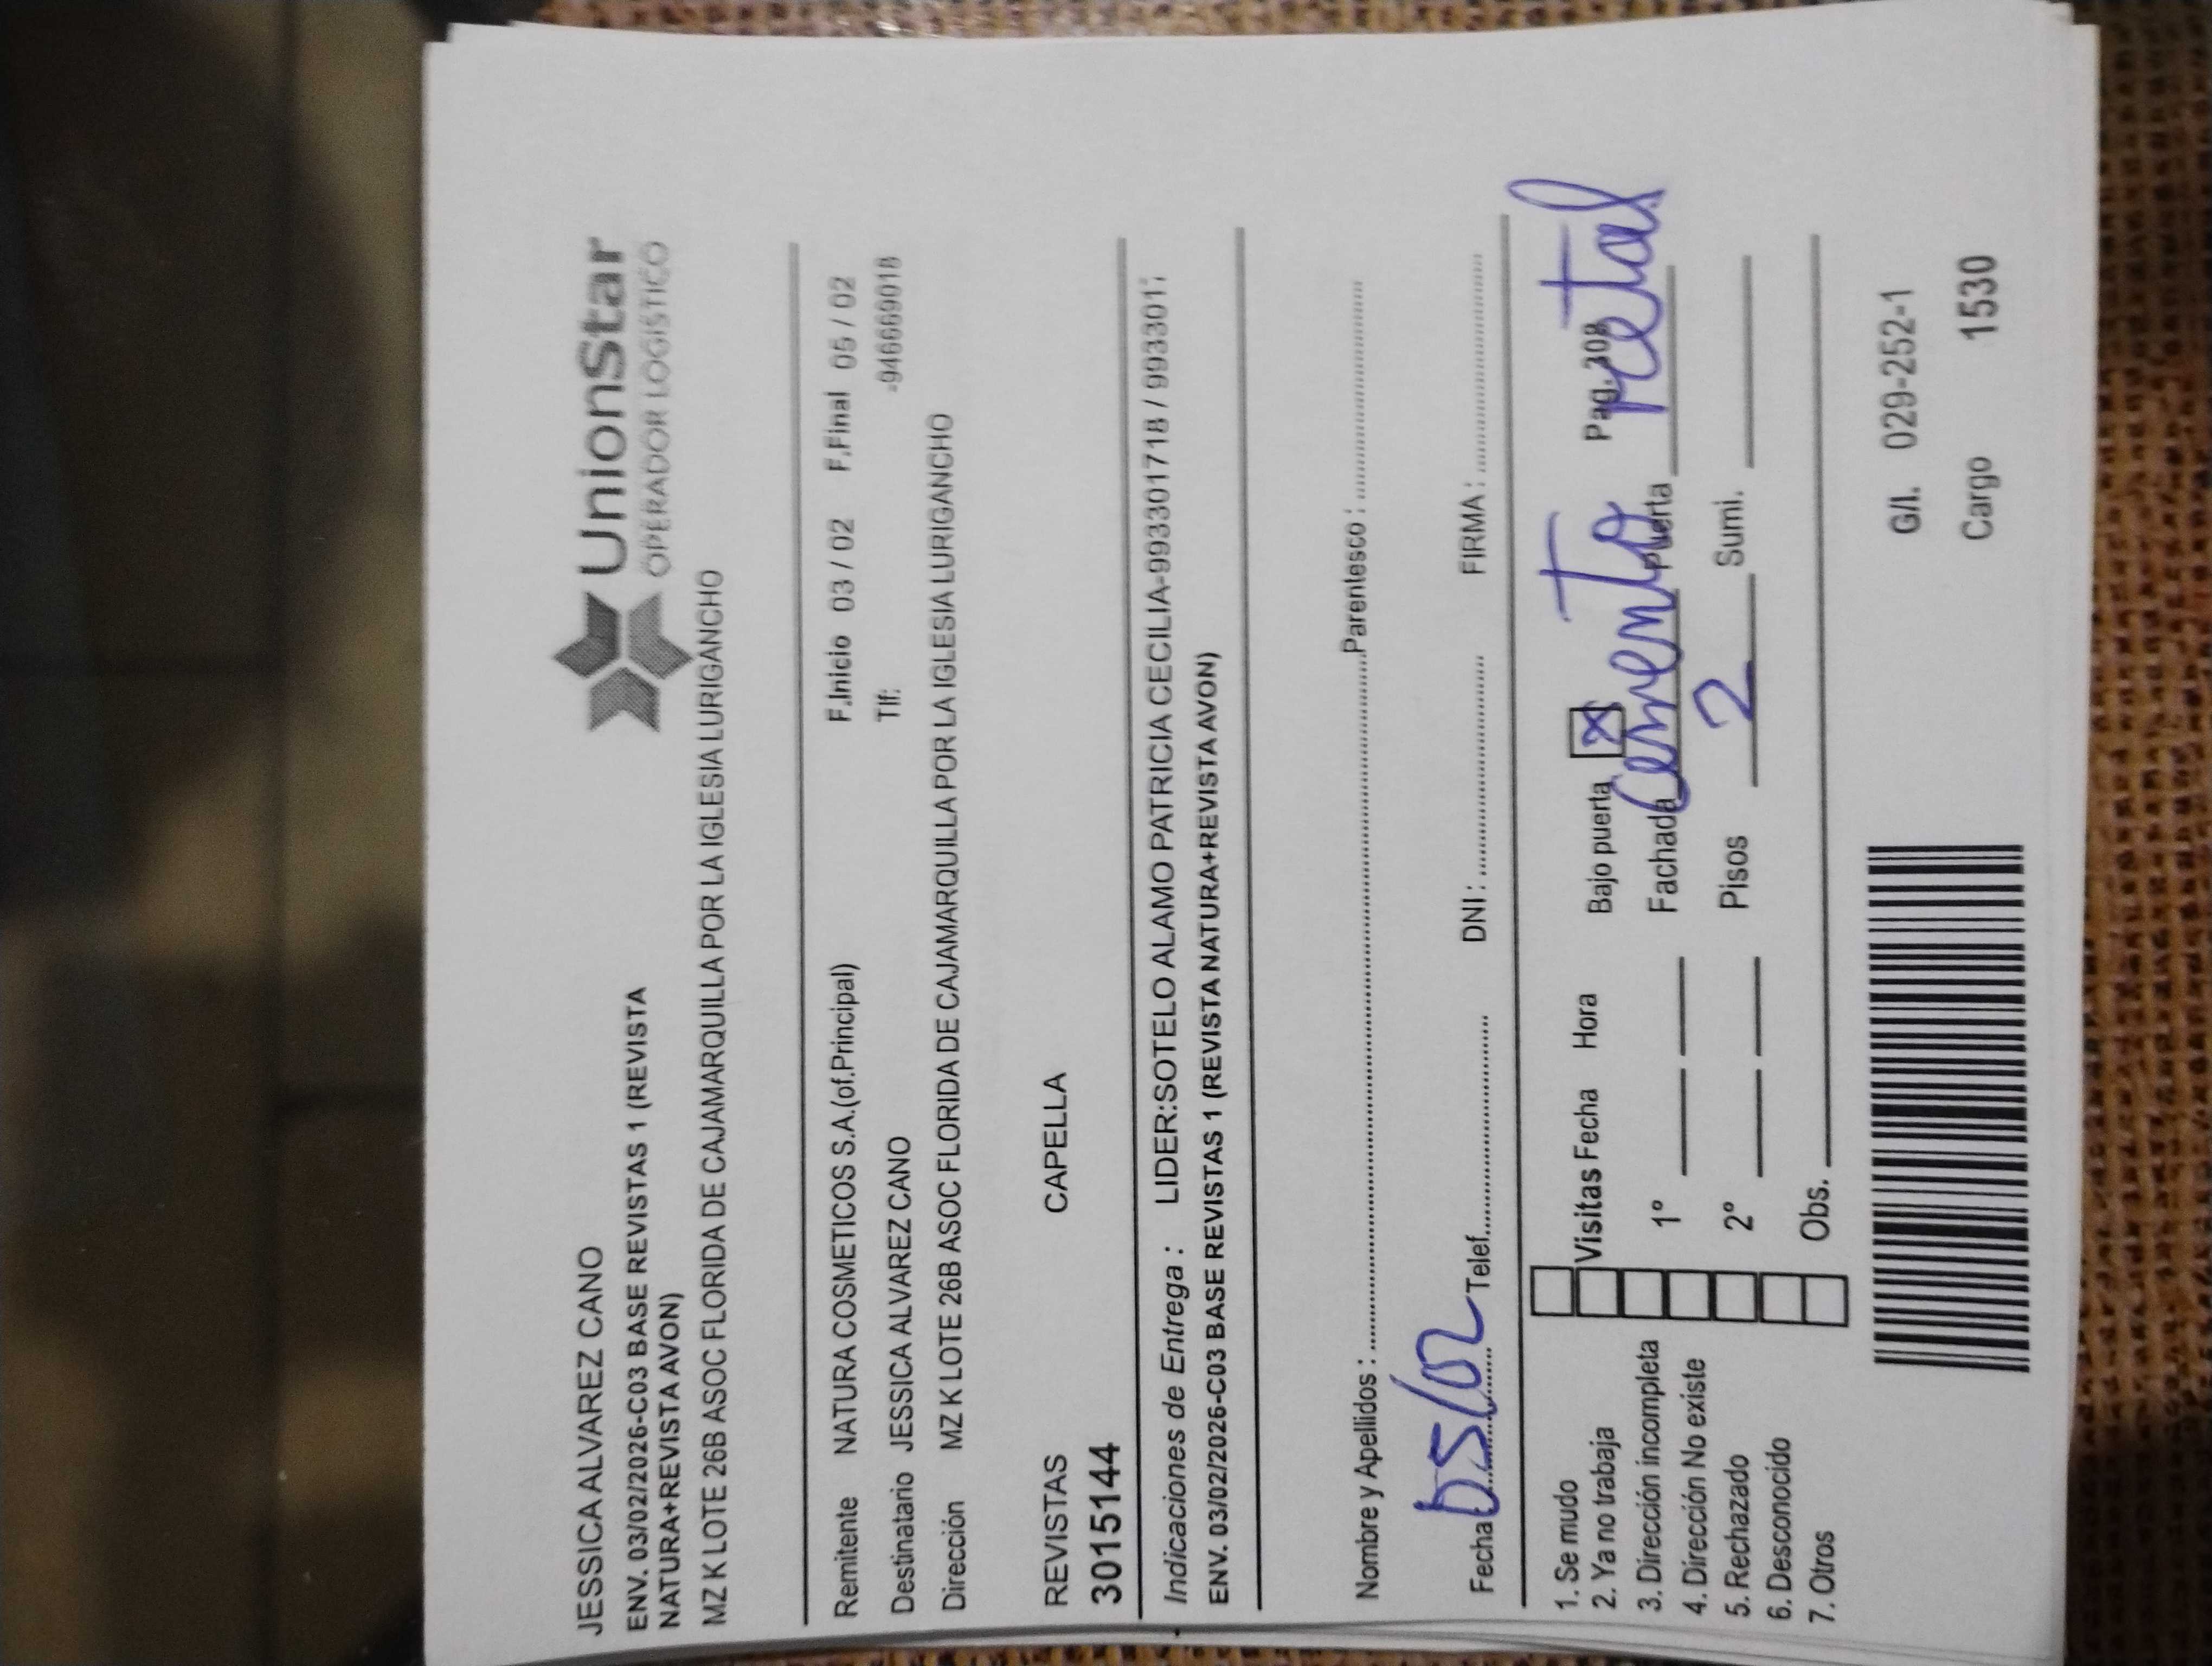 JESSICA ALVAREZ CANO
UnionStar
OPERADOR LOGISTICO
ENV. 03/02/2026-C03 BASE REVISTAS 1 (REVISTA
NATURA+REVISTA AVON)
MZ K LOTE 26B ASOC FLORIDA DE CAJAMARQUILLA POR LA IGLESIA LURIGANCHO
Remitente NATURA COSMETICOS S.A.(of.Principal) F.Inicio 03 / 02 F.Final 05 / 02
Destinatario JESSICA ALVAREZ CANO Tlf: -946669018
Dirección MZ K LOTE 26B ASOC FLORIDA DE CAJAMARQUILLA POR LA IGLESIA LURIGANCHO
REVISTAS CAPELLA
3015144
Indicaciones de Entrega : LIDER:SOTELO ALAMO PATRICIA CECILIA-993301718 / 9933017
ENV. 03/02/2026-C03 BASE REVISTAS 1 (REVISTA NATURA+REVISTA AVON)
Nombre y Apellidos : Parentesco :
Fecha 05/02 Telef. DNI : FIRMA :
1. Se mudo
2. Ya no trabaja Visitas Fecha Hora Bajo puerta X Pag. 308
3. Dirección incompleta 1º Fachada Cemento Puerta metal
4. Dirección No existe
5. Rechazado 2º Pisos 2 Sumi.
6. Desconocido
7. Otros Obs.
G/I. 029-252-1
Cargo 1530